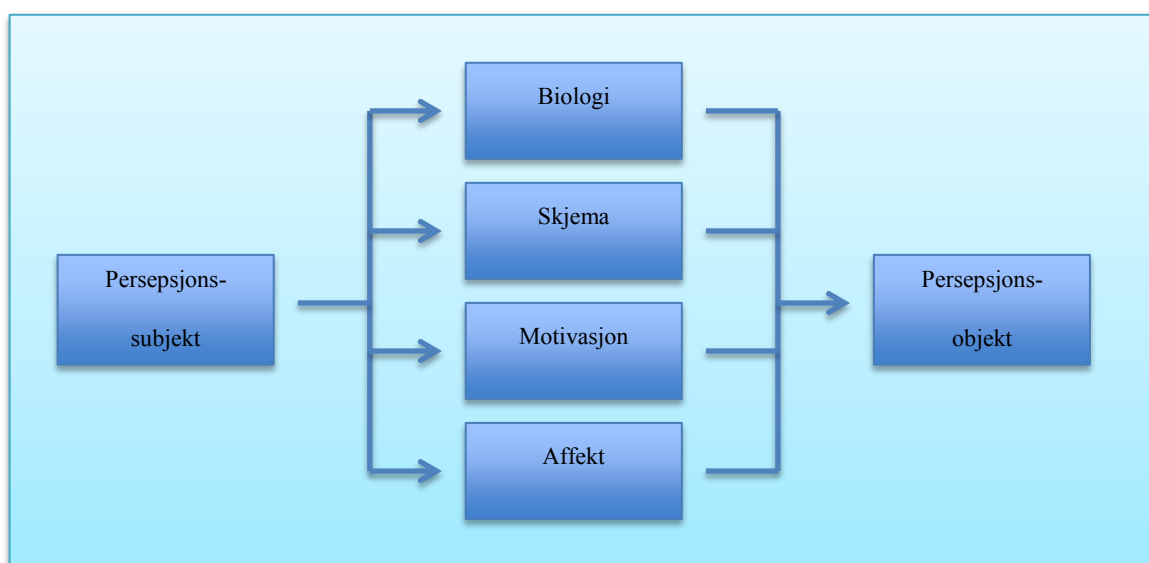 Biologi
Skjema
Persepsjons-
subjekt
Motivasjon
Affekt
Persepsjons-
objekt